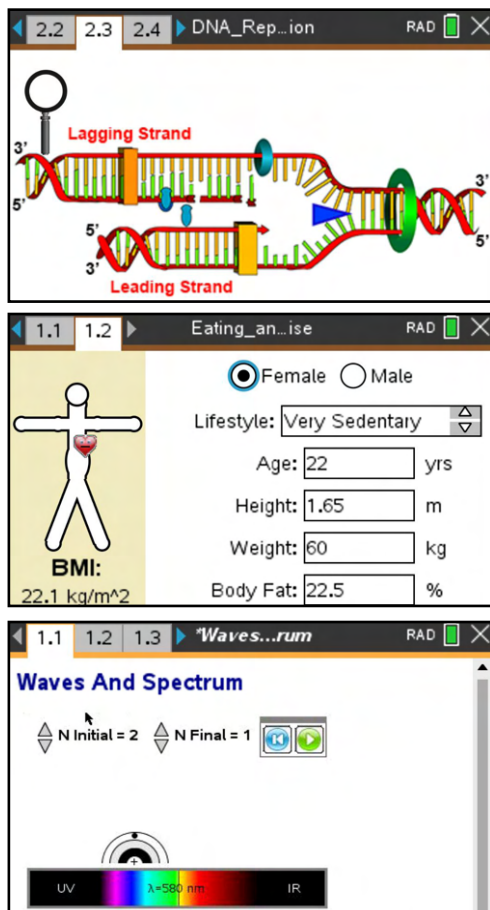 2.2 2.3 2.4 DNA_Rep...ion RAD
Lagging Strand
3'
3'
5'
5'
5'
3'
Leading Strand
1.1 1.2 Eating_an...ise RAD
Female Male
Lifestyle: Very Sedentary
Age: 22 yrs
Height: 1.65 m
Weight: 60 kg
BMI:
22.1 kg/m^2
Body Fat: 22.5 %
1.1 1.2 1.3 *Waves...rum RAD
Waves And Spectrum
N Initial = 2 N Final = 1
UV λ=580 nm IR